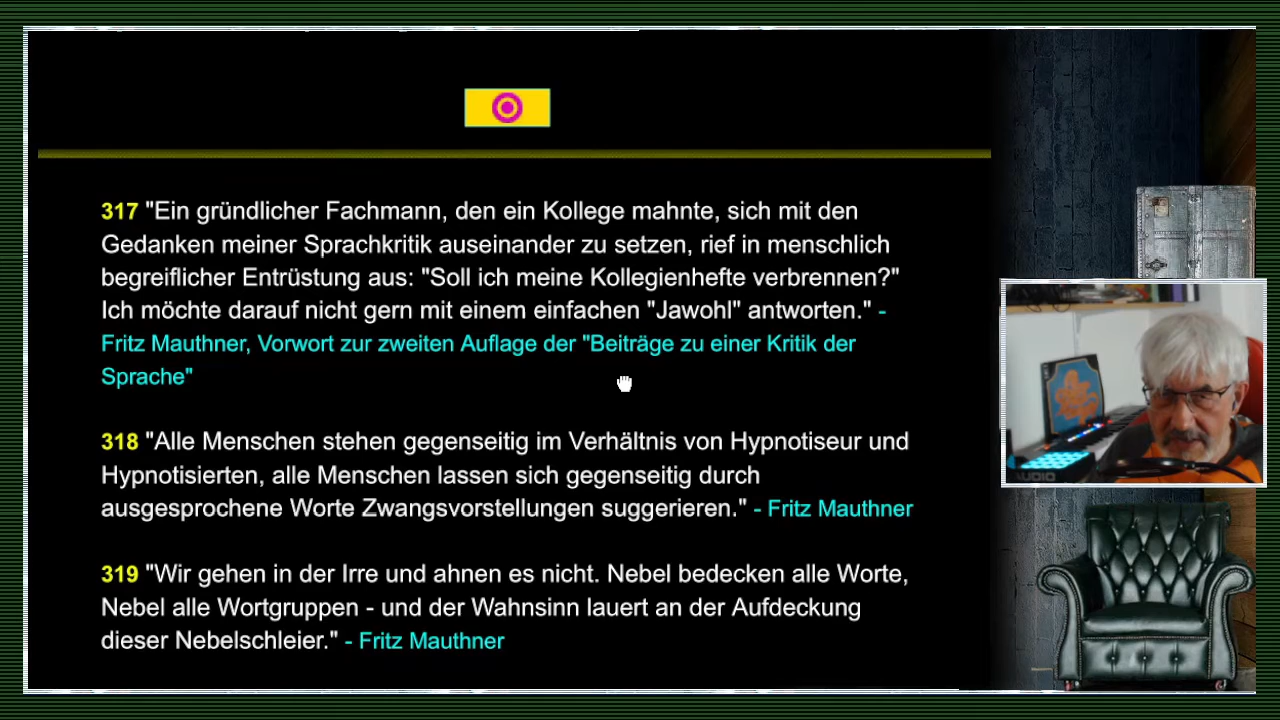 317 "Ein gründlicher Fachmann, den ein Kollege mahnte, sich mit den
Gedanken meiner Sprachkritik auseinander zu setzen, rief in menschlich
begreiflicher Entrüstung aus: "Soll ich meine Kollegienhefte verbrennen?"
Ich möchte darauf nicht gern mit einem einfachen "Jawohl" antworten." -
Fritz Mauthner, Vorwort zur zweiten Auflage der "Beiträge zu einer Kritik der
Sprache"
318 "Alle Menschen stehen gegenseitig im Verhältnis von Hypnotiseur und
Hypnotisierten, alle Menschen lassen sich gegenseitig durch
ausgesprochene Worte Zwangsvorstellungen suggerieren." - Fritz Mauthner
319 "Wir gehen in der Irre und ahnen es nicht. Nebel bedecken alle Worte,
Nebel alle Wortgruppen - und der Wahnsinn lauert an der Aufdeckung
dieser Nebelschleier." - Fritz Mauthner